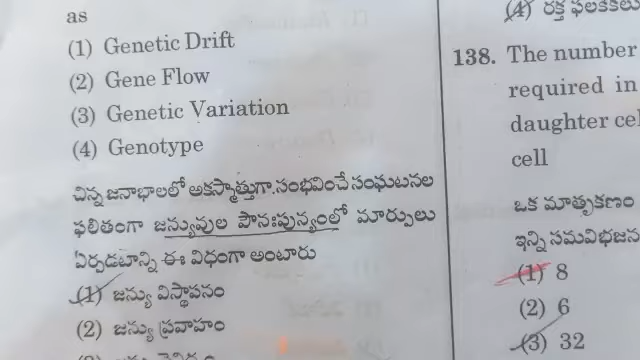 as
(1) Genetic Drift
(2) Gene Flow
(3) Genetic Variation
(4) Genotype
చిన్న జనాభాలలో అకస్మాత్తుగా.సంభవించే సంఘటనల
ఫలితంగా జన్యువుల పౌనఃపున్యంలో మార్పులు
ఏర్పడటాన్ని ఈ విధంగా అంటారు
(1) జన్యు విస్థాపనం
(2) జన్యు ప్రవాహం
(4) రక్త ఫలకికలు
138. The number
required in
daughter cel
cell
ఒక మాతృకణం
ఇన్ని సమవిభజన
(1) 8
(2) 6
(3) 32